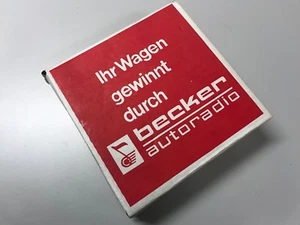 Ihr Wagen
gewinnt
durch
becker
autoradio